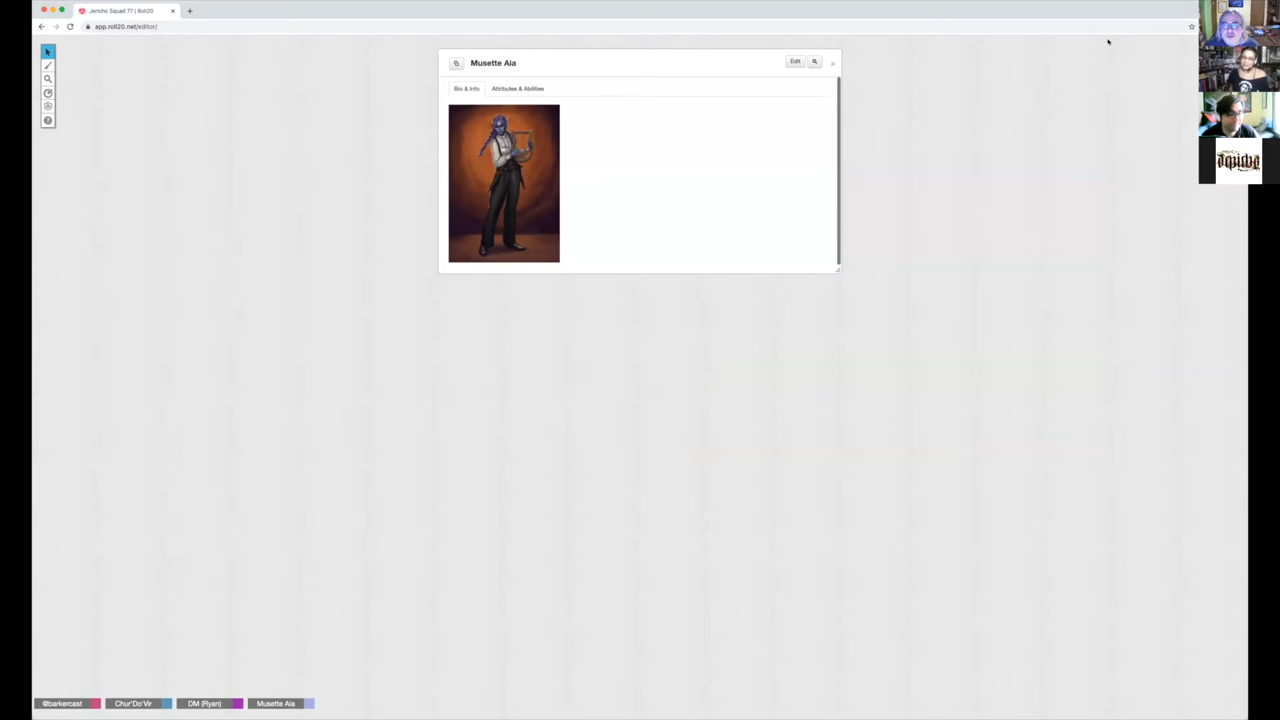 Jericho Squad 77 | Roll20
app.roll20.net/editor/
Musette Aia
Edit
Bio & Info
Attributes & Abilities
@barkercast
Chur'Do'Vir
DM (Ryan)
Musette Aia